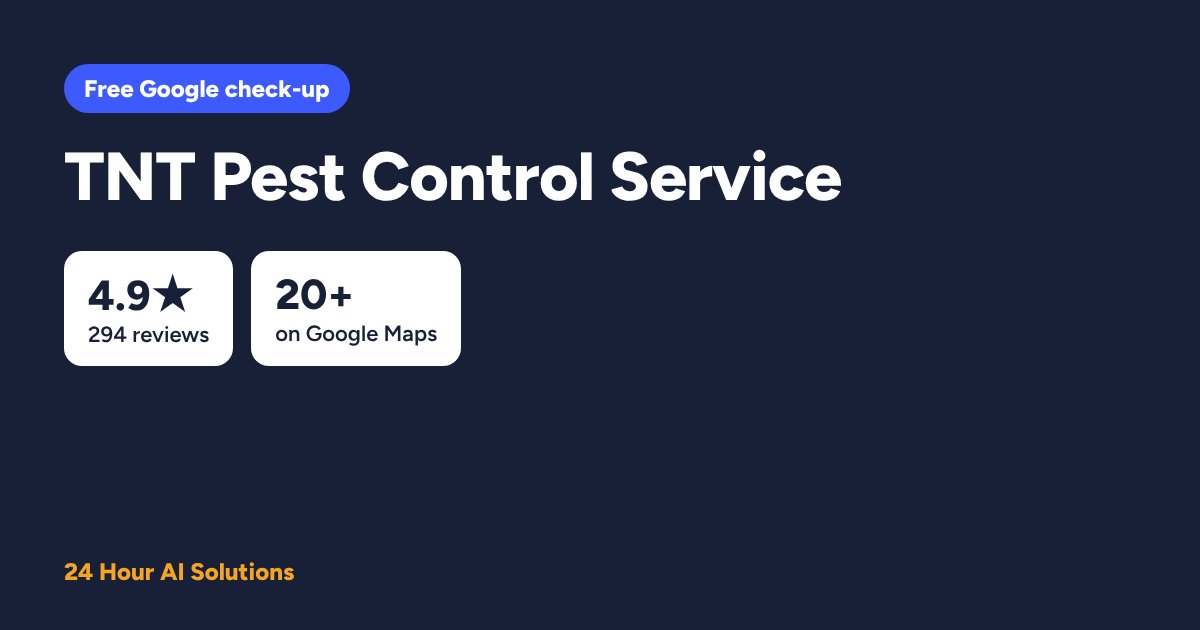 Free Google check-up
TNT Pest Control Service
4.9★
294 reviews
20+
on Google Maps
24 Hour AI Solutions